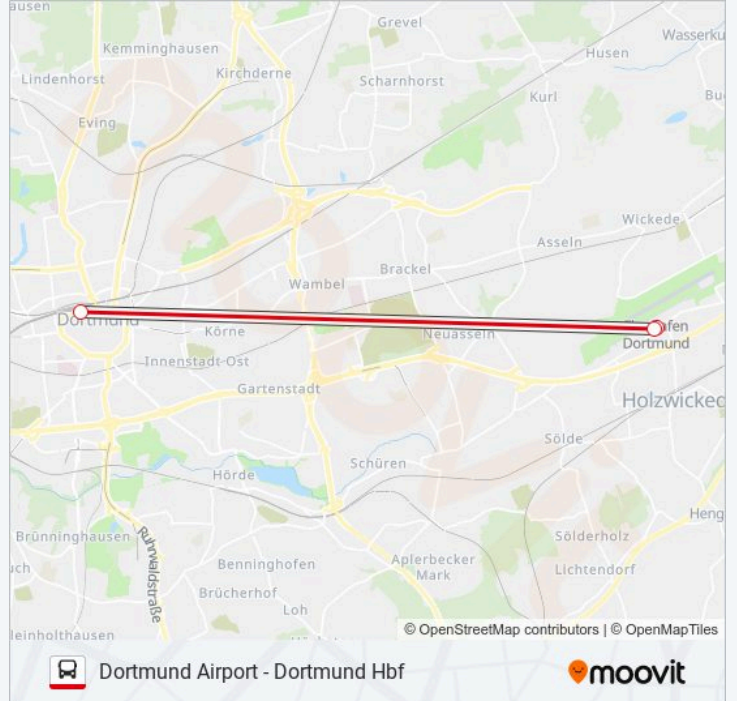 ausen
Grevel
Wasserku
Kemminghausen
Husen
Kirchderne
Lindenhorst
Scharnhorst
Kurl
Bu
Eving
Wickede
Asseln
Brackel
Wambel
Dortmund
Körne
Neuasseln
Dortmund
Innenstadt Ost
Gartenstadt
Holzwicked
Sölde
Schüren
Hörde
Heng
Brünninghausen
Ruhrwaldstraße
Sölderholz
Aplerbecker
Mark
Benninghofen
Lichtendorf
uch
Brücherhof
Loh
leinholthausen
© OpenStreetMap contributors | © OpenMapTiles
Dortmund Airport - Dortmund Hbf
moovit